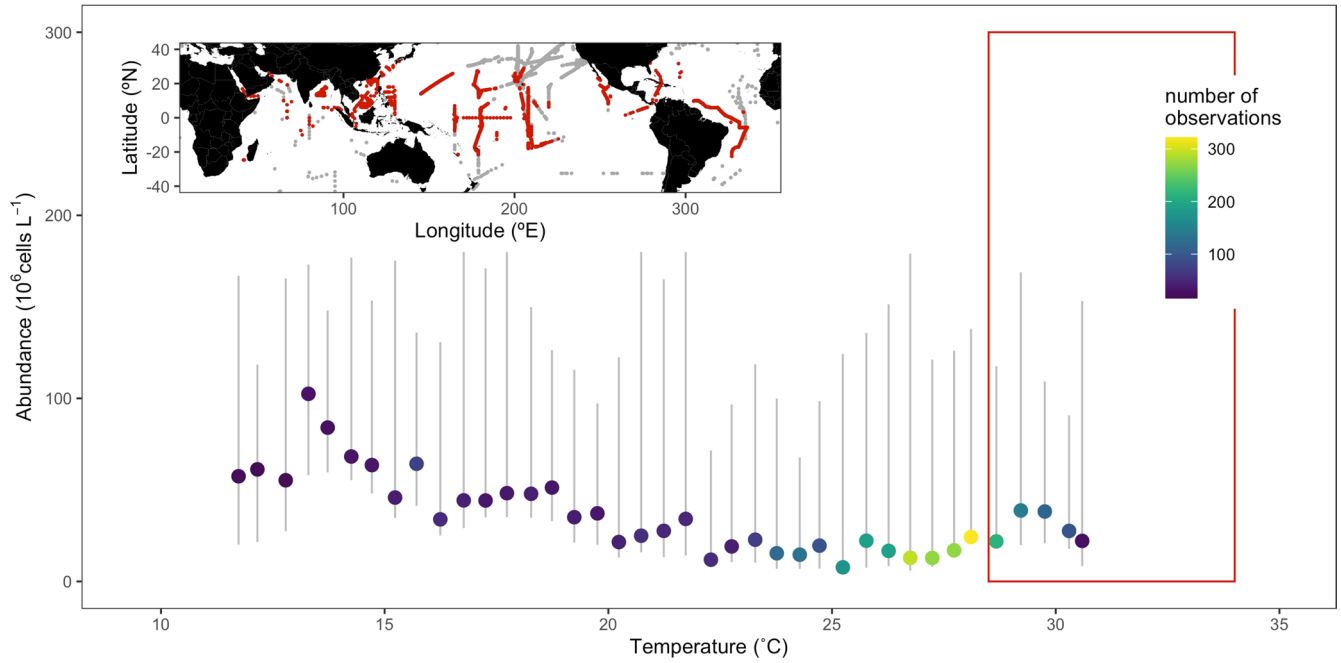 300
200
100
0
Abundance (10⁶cells L⁻¹)
40
20
0
-20
-40
Latitude (ºN)
100 200 300
Longitude (ºE)
number of
observations
300
200
100
10 15 20 25 30 35
Temperature (˚C)